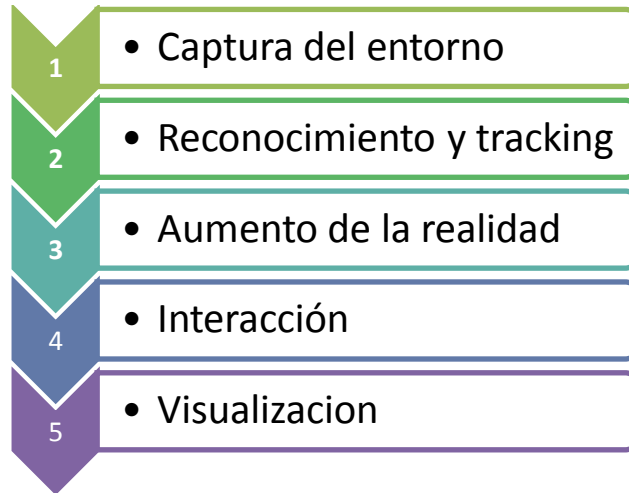 1
• Captura del entorno
2
• Reconocimiento y tracking
3
• Aumento de la realidad
4
• Interacción
5
• Visualizacion